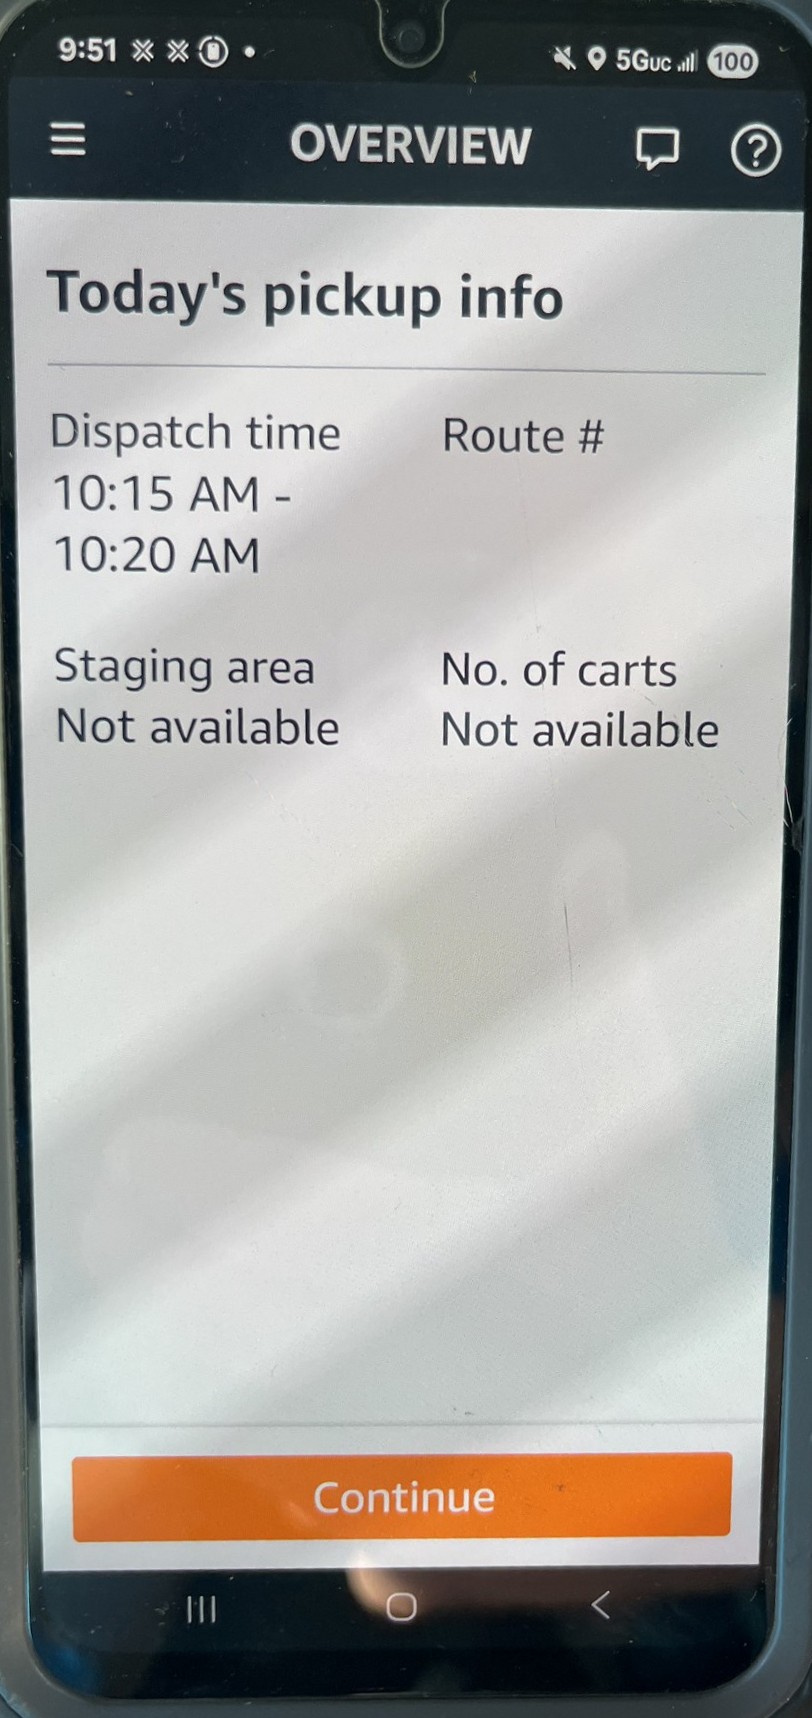 9:51
5GUC 100
OVERVIEW
?
Today's pickup info
Dispatch time
10:15 AM -
10:20 AM
Route #
Staging area
Not available
No. of carts
Not available
Continue